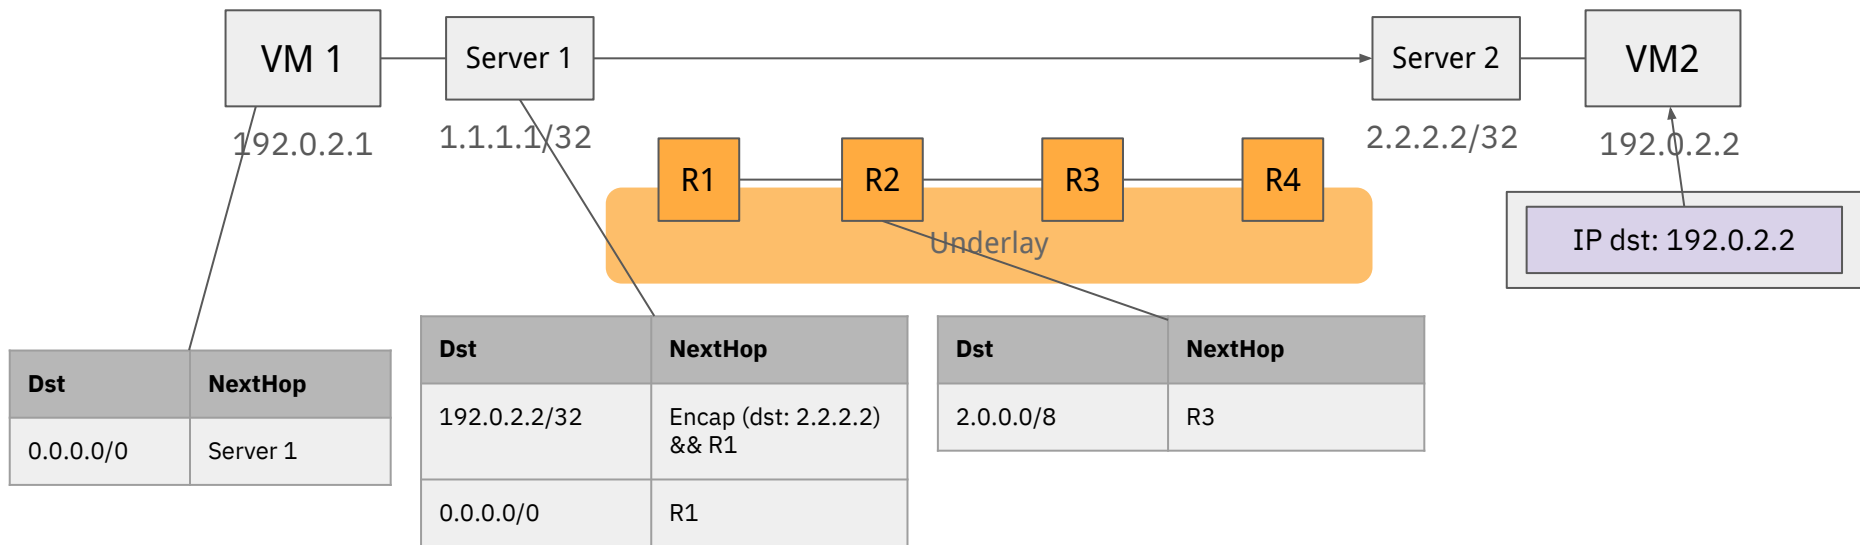 VM 1
Server 1
Server 2
VM2
192.0.2.1
1.1.1.1/32
2.2.2.2/32
192.0.2.2
R1
R2
R3
R4
Underlay
IP dst: 192.0.2.2
Dst
NextHop
0.0.0.0/0
Server 1
Dst
NextHop
192.0.2.2/32
Encap (dst: 2.2.2.2)
&& R1
0.0.0.0/0
R1
Dst
NextHop
2.0.0.0/8
R3